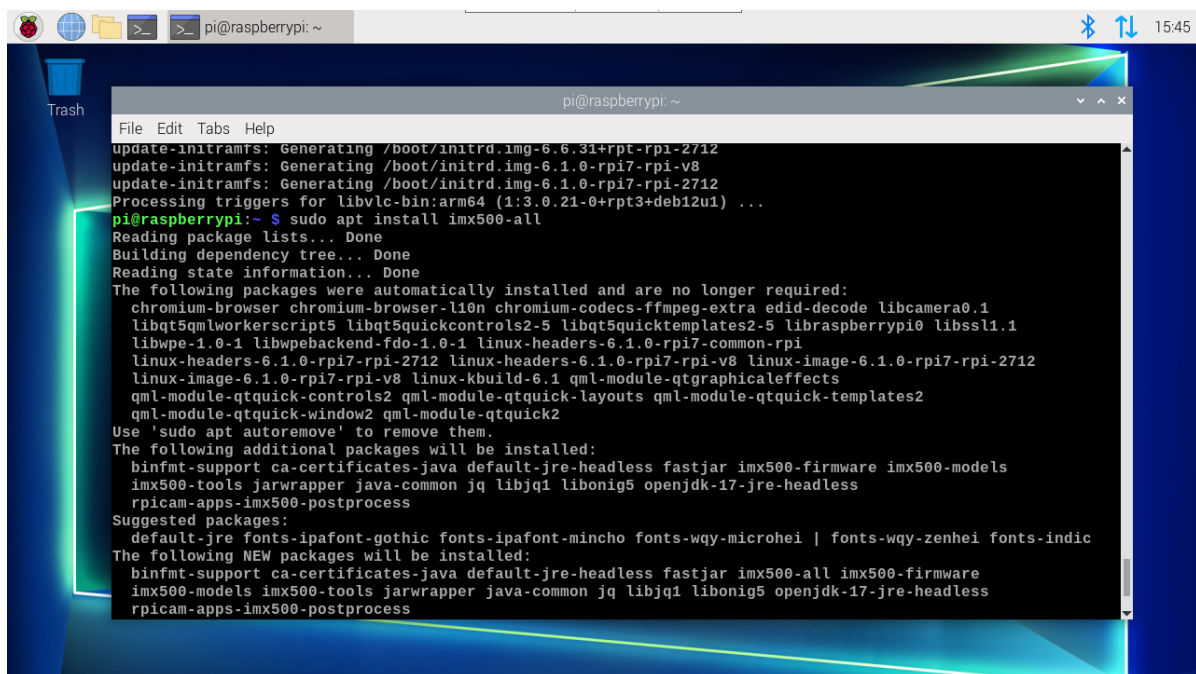 pi@raspberrypi: ~
15:45
Trash
pi@raspberrypi: ~
File Edit Tabs Help
update-initramfs: Generating /boot/initrd.img-6.6.31+rpt-rpi-2712
update-initramfs: Generating /boot/initrd.img-6.1.0-rpi7-rpi-v8
update-initramfs: Generating /boot/initrd.img-6.1.0-rpi7-rpi-2712
Processing triggers for libvlc-bin:arm64 (1:3.0.21-0+rpt3+deb12u1) ...
pi@raspberrypi:~ $ sudo apt install imx500-all
Reading package lists... Done
Building dependency tree... Done
Reading state information... Done
The following packages were automatically installed and are no longer required:
chromium-browser chromium-browser-l10n chromium-codecs-ffmpeg-extra edid-decode libcamera0.1
libqt5qmlworkerscript5 libqt5quickcontrols2-5 libqt5quicktemplates2-5 libraspberrypi0 libssl1.1
libwpe-1.0-1 libwpebackend-fdo-1.0-1 linux-headers-6.1.0-rpi7-common-rpi
linux-headers-6.1.0-rpi7-rpi-2712 linux-headers-6.1.0-rpi7-rpi-v8 linux-image-6.1.0-rpi7-rpi-2712
linux-image-6.1.0-rpi7-rpi-v8 linux-kbuild-6.1 qml-module-qtgraphicaleffects
qml-module-qtquick-controls2 qml-module-qtquick-layouts qml-module-qtquick-templates2
qml-module-qtquick-window2 qml-module-qtquick2
Use 'sudo apt autoremove' to remove them.
The following additional packages will be installed:
binfmt-support ca-certificates-java default-jre-headless fastjar imx500-firmware imx500-models
imx500-tools jarwrapper java-common jq libjq1 libonig5 openjdk-17-jre-headless
rpicam-apps-imx500-postprocess
Suggested packages:
default-jre fonts-ipafont-gothic fonts-ipafont-mincho fonts-wqy-microhei | fonts-wqy-zenhei fonts-indic
The following NEW packages will be installed:
binfmt-support ca-certificates-java default-jre-headless fastjar imx500-all imx500-firmware
imx500-models imx500-tools jarwrapper java-common jq libjq1 libonig5 openjdk-17-jre-headless
rpicam-apps-imx500-postprocess